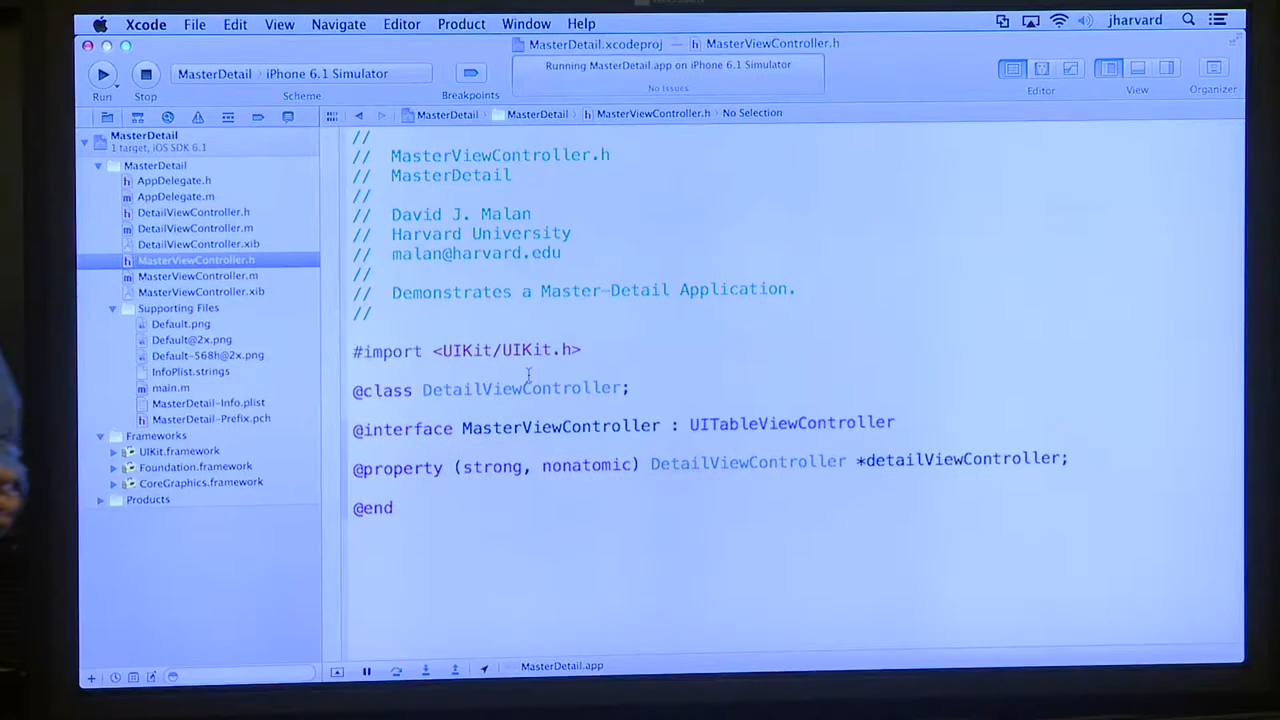 Xcode File Edit View Navigate Editor Product Window Help jharvard
MasterDetail.xcodeproj — MasterViewController.h
MasterDetail iPhone 6.1 Simulator
Running MasterDetail.app on iPhone 6.1 Simulator
No Issues
Run Stop Scheme Breakpoints Editor View Organizer
MasterDetail MasterDetail MasterViewController.h No Selection
MasterDetail
1 target, iOS SDK 6.1
MasterDetail
AppDelegate.h
AppDelegate.m
DetailViewController.h
DetailViewController.m
DetailViewController.xib
MasterViewController.h
MasterViewController.m
MasterViewController.xib
Supporting Files
Default.png
Default@2x.png
Default-568h@2x.png
InfoPlist.strings
main.m
MasterDetail-Info.plist
MasterDetail-Prefix.pch
Frameworks
UIKit.framework
Foundation.framework
CoreGraphics.framework
Products
//
// MasterViewController.h
// MasterDetail
//
// David J. Malan
// Harvard University
// malan@harvard.edu
//
// Demonstrates a Master-Detail Application.
//
#import <UIKit/UIKit.h>
@class DetailViewController;
@interface MasterViewController : UITableViewController
@property (strong, nonatomic) DetailViewController *detailViewController;
@end
MasterDetail.app